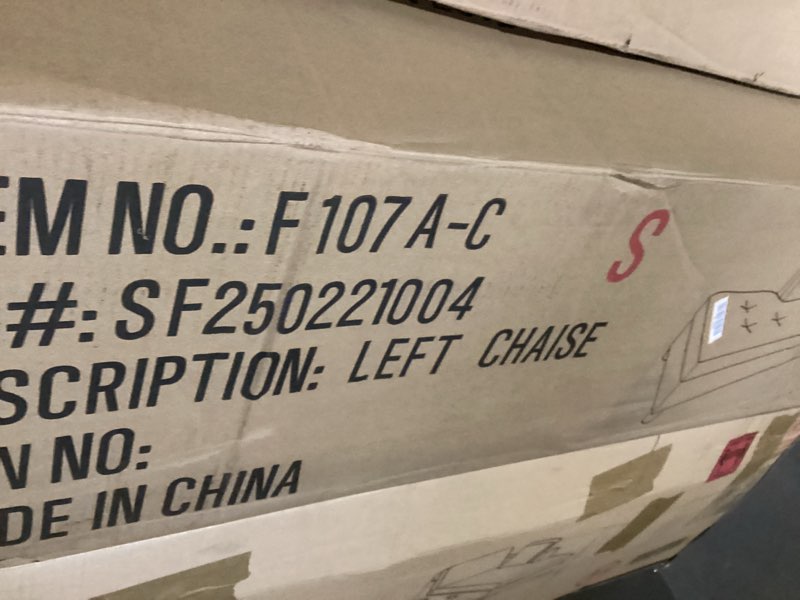 EM NO.: F107A-C
#: SF250221004
SCRIPTION: LEFT CHAISE
N NO:
DE IN CHINA
S